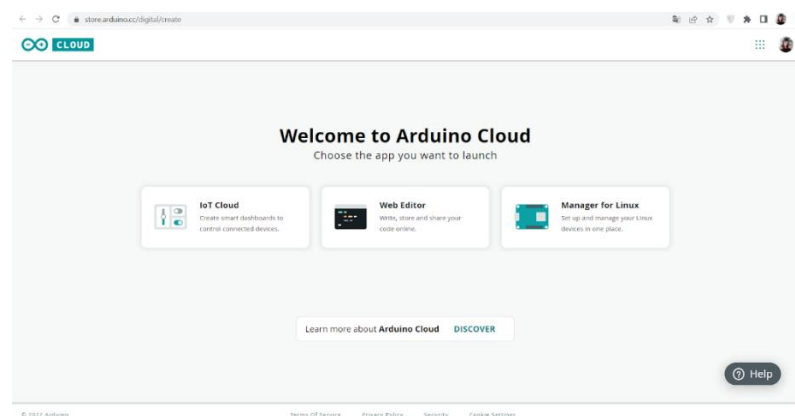 store.arduino.cc/digital/create
CLOUD
Welcome to Arduino Cloud
Choose the app you want to launch
IoT Cloud
Create smart dashboards to
control connected devices.
Web Editor
Write, store and share your
code online.
Manager for Linux
Set up and manage your Linux
devices in one place.
Learn more about Arduino Cloud DISCOVER
Help
Terms Of Service Privacy Policy Security Cookie Settings